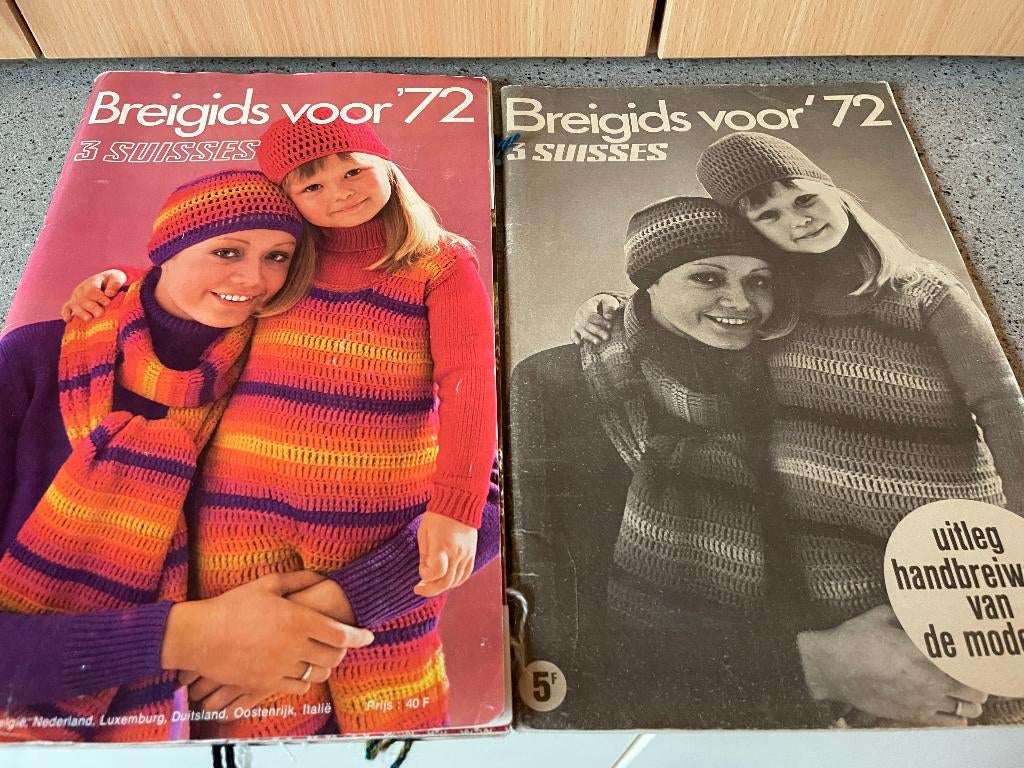 Breigids voor '72
3 SUISSES
Nederland, Luxemburg, Duitsland, Oostenrijk, Italië
Prijs : 40 F
Breigids voor '72
3 SUISSES
uitleg
van
de mode
5F